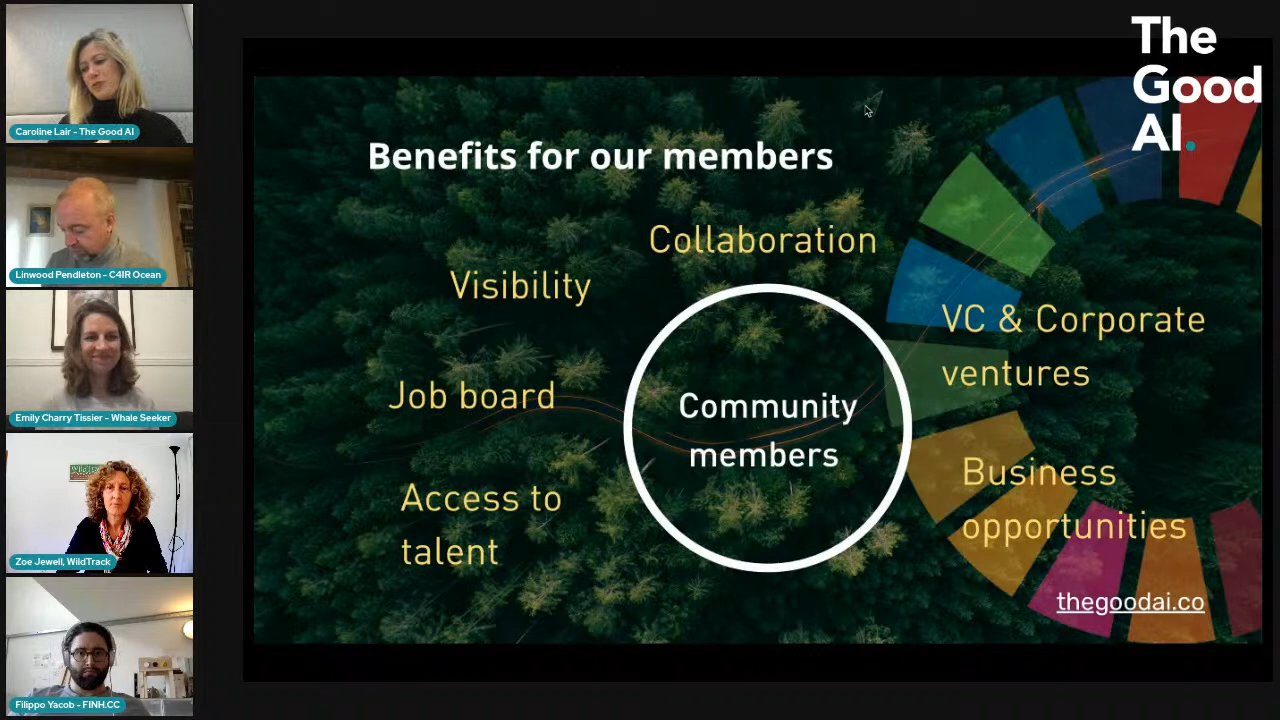 Caroline Lair - The Good AI
Linwood Pendleton - C4IR Ocean
Emily Charry Tissier - Whale Seeker
Zoe Jewell, WildTrack
Filippo Yacob - FINH.CC
The
Good
AI.
Benefits for our members
Collaboration
Visibility
VC & Corporate
ventures
Job board
Community
members
Access to
talent
Business
opportunities
thegoodai.co